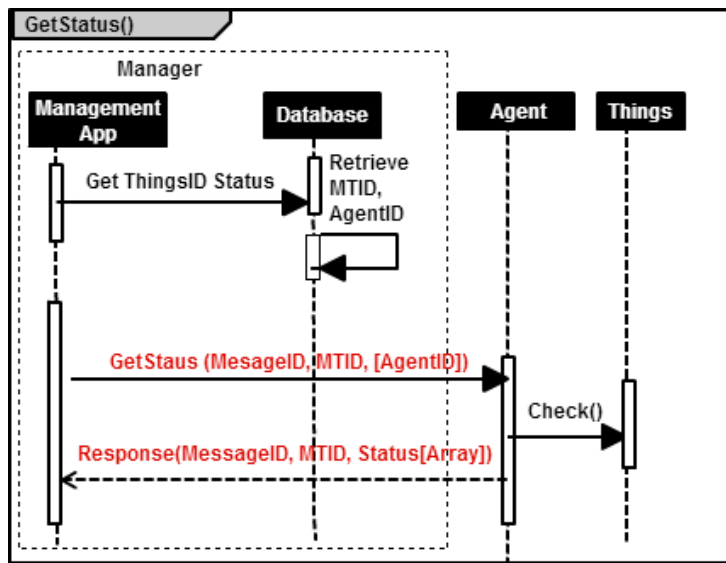 GetStatus()
Manager
Management
App
Database
Agent
Things
Get ThingsID Status
Retrieve
MTID,
AgentID
GetStaus (MesageID, MTID, [AgentID])
Check()
Response(MessageID, MTID, Status[Array])